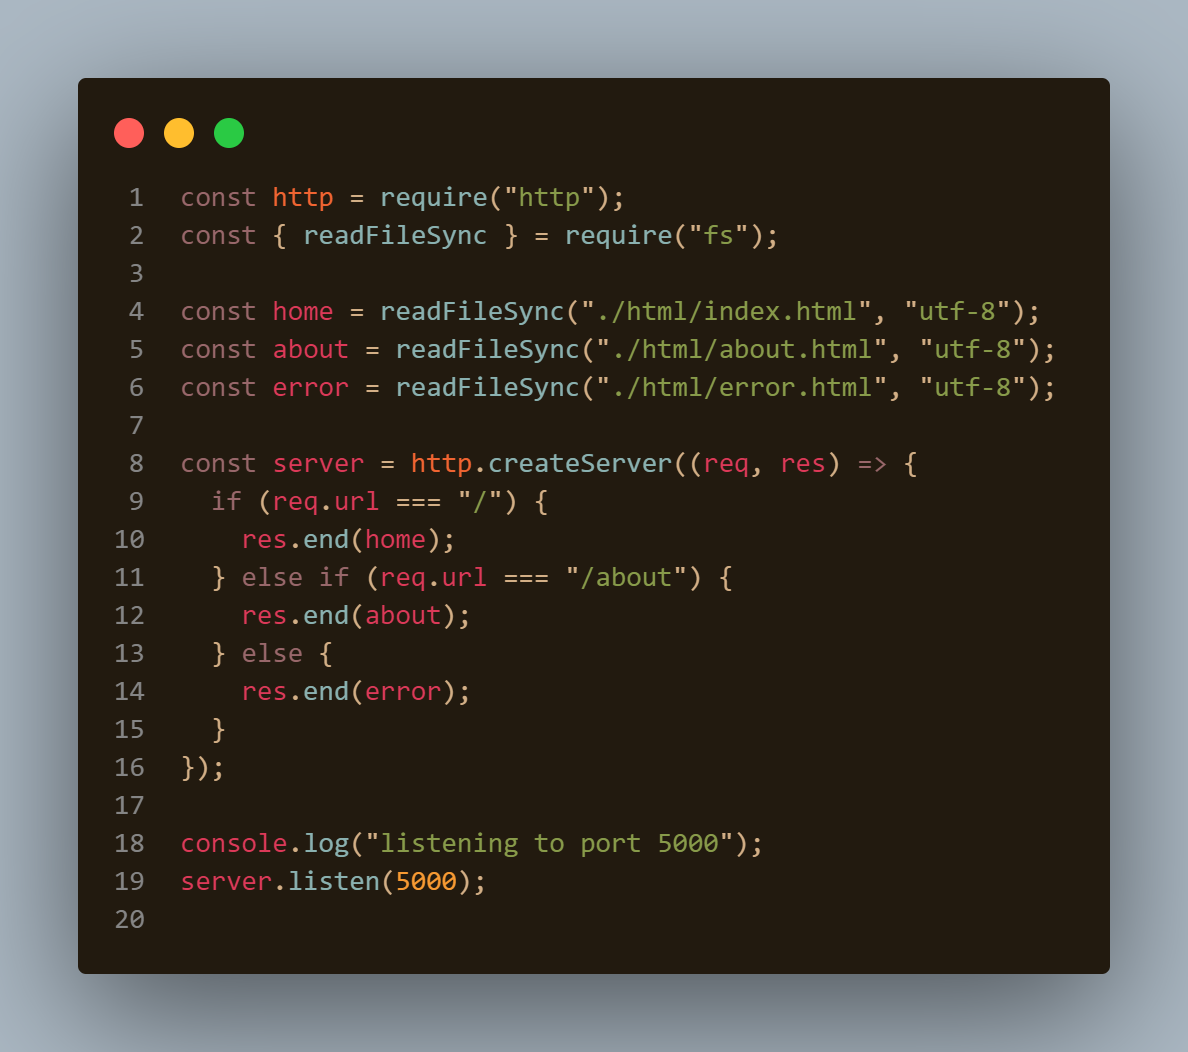 1 const http = require("http");
2 const { readFileSync } = require("fs");
3
4 const home = readFileSync("./html/index.html", "utf-8");
5 const about = readFileSync("./html/about.html", "utf-8");
6 const error = readFileSync("./html/error.html", "utf-8");
7
8 const server = http.createServer((req, res) => {
9   if (req.url === "/") {
10     res.end(home);
11   } else if (req.url === "/about") {
12     res.end(about);
13   } else {
14     res.end(error);
15   }
16 });
17
18 console.log("listening to port 5000");
19 server.listen(5000);
20